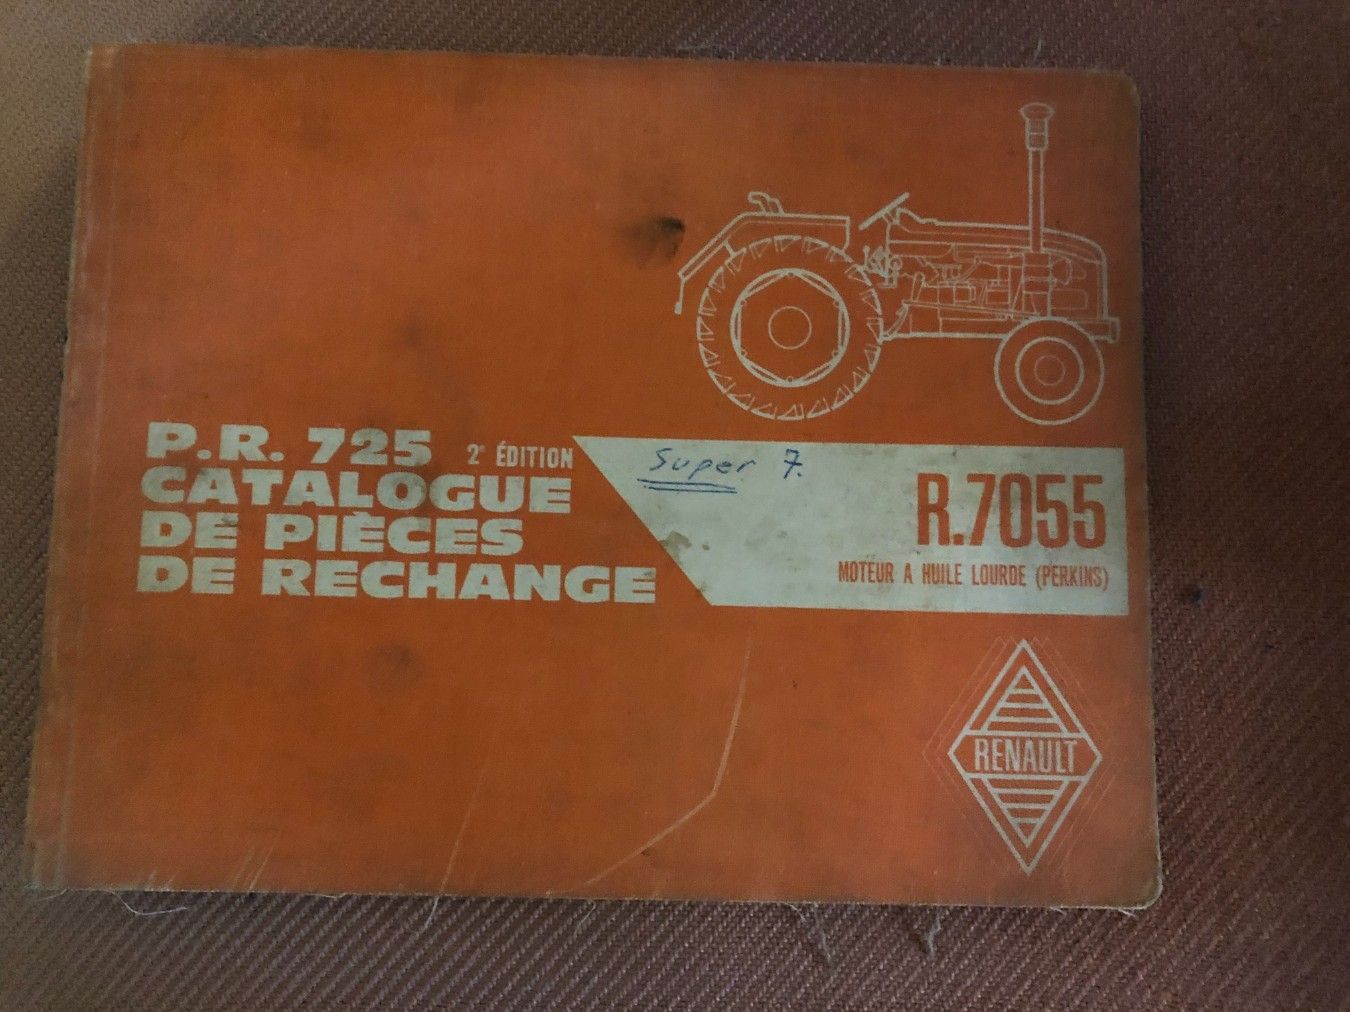 P.R. 725 2e ÉDITION
CATALOGUE
DE PIÈCES
DE RECHANGE
Super 7.
R.7055
MOTEUR A HUILE LOURDE (PERKINS)
RENAULT